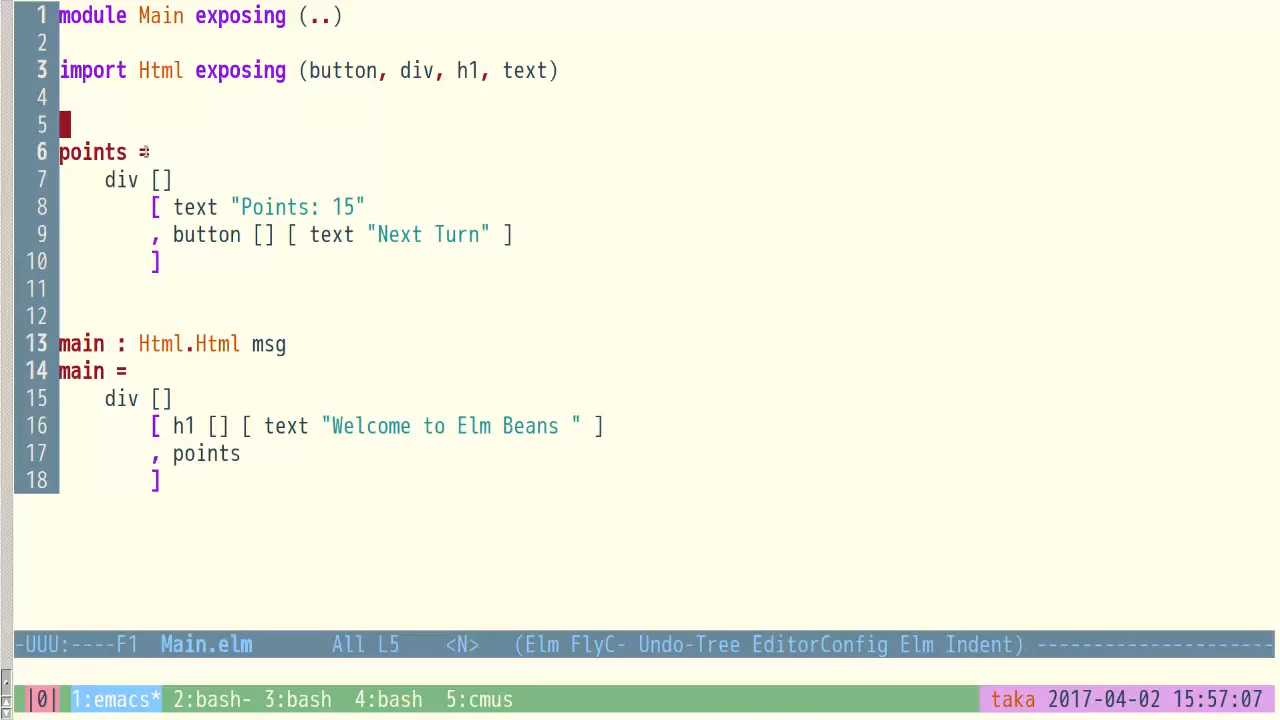 1 module Main exposing (..)
2
3 import Html exposing (button, div, h1, text)
4
5
6 points =
7     div []
8         [ text "Points: 15"
9         , button [] [ text "Next Turn" ]
10         ]
11
12
13 main : Html.Html msg
14 main =
15     div []
16         [ h1 [] [ text "Welcome to Elm Beans " ]
17         , points
18         ]
-UUU:----F1  Main.elm       All L5    <N>   (Elm FlyC- Undo-Tree EditorConfig Elm Indent) ---------------------
|0| 1:emacs* 2:bash- 3:bash  4:bash  5:cmus taka 2017-04-02 15:57:07